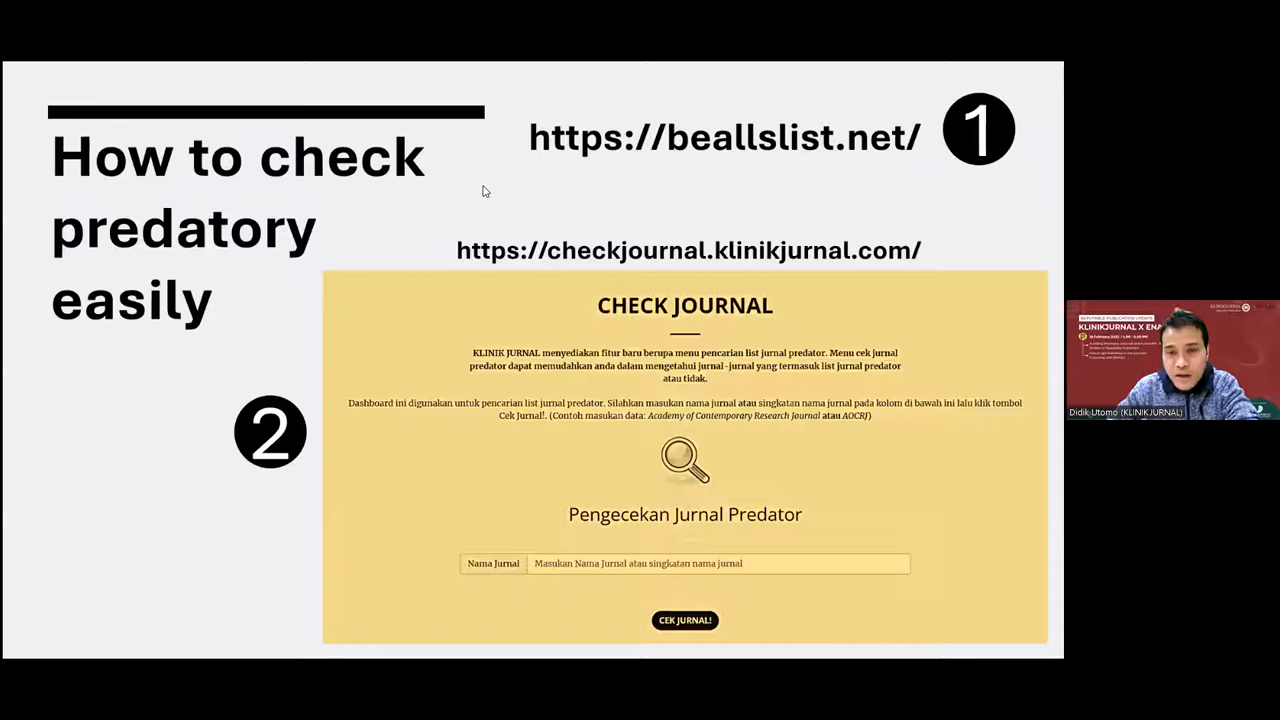 How to check
predatory
easily
https://beallslist.net/
1
https://checkjournal.klinikjurnal.com/
2
CHECK JOURNAL
KLINIK JURNAL menyediakan fitur baru berupa menu pencarian list jurnal predator. Menu cek jurnal
predator dapat memudahkan anda dalam mengetahui jurnal-jurnal yang termasuk list jurnal predator
atau tidak.
Dashboard ini digunakan untuk pencarian list jurnal predator. Silahkan masukan nama jurnal atau singkatan nama jurnal pada kolom di bawah ini lalu klik tombol
Cek Jurnal!. (Contoh masukan data: Academy of Contemporary Research Journal atau AOCRJ)
Pengecekan Jurnal Predator
Nama Jurnal
Masukan Nama Jurnal atau singkatan nama jurnal
CEK JURNAL!
KLINIKJURNAL
REPUTABLE PUBLICATION UPDATE
KLINIKJURNAL X ENA
Didik Utomo (KLINIKJURNAL)